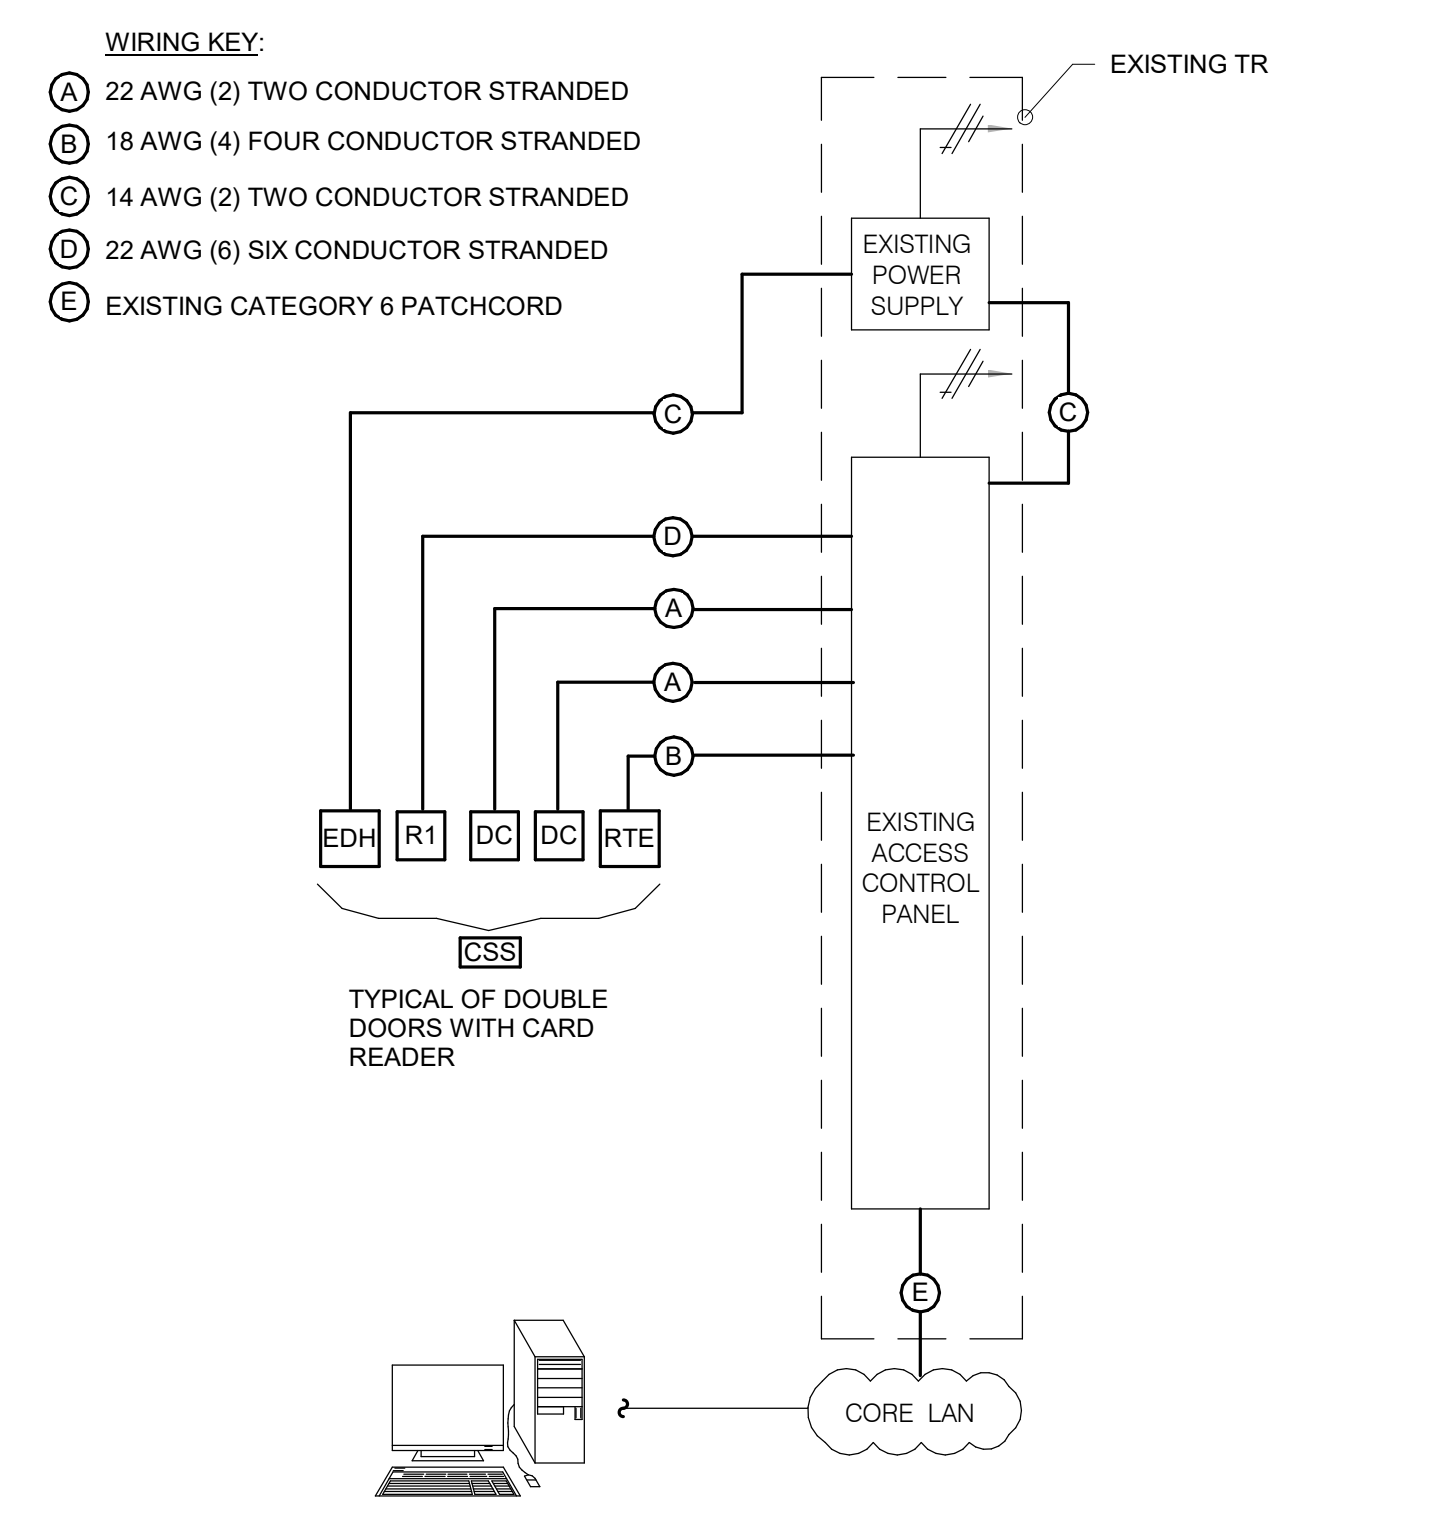 WIRING KEY:
A 22 AWG (2) TWO CONDUCTOR STRANDED
B 18 AWG (4) FOUR CONDUCTOR STRANDED
C 14 AWG (2) TWO CONDUCTOR STRANDED
D 22 AWG (6) SIX CONDUCTOR STRANDED
E EXISTING CATEGORY 6 PATCHCORD
EXISTING TR
EXISTING
POWER
SUPPLY
C
C
D
A
A
B
EDH
R1
DC
DC
RTE
CSS
TYPICAL OF DOUBLE
DOORS WITH CARD
READER
EXISTING
ACCESS
CONTROL
PANEL
E
CORE LAN